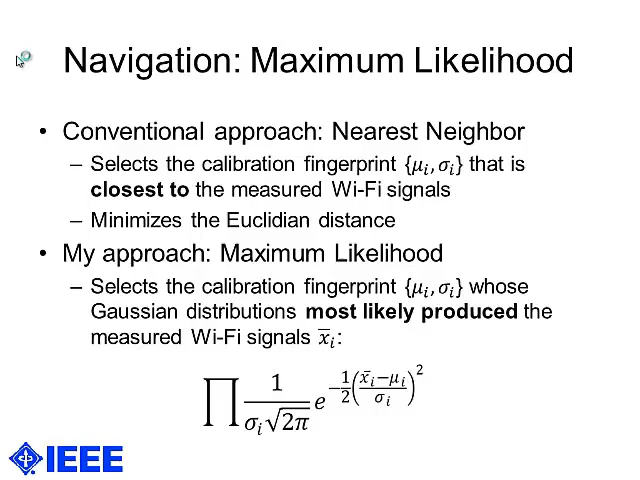 Navigation: Maximum Likelihood
• Conventional approach: Nearest Neighbor
– Selects the calibration fingerprint {𝜇ᵢ, 𝜎ᵢ} that is
closest to the measured Wi-Fi signals
– Minimizes the Euclidian distance
• My approach: Maximum Likelihood
– Selects the calibration fingerprint {𝜇ᵢ, 𝜎ᵢ} whose
Gaussian distributions most likely produced the
measured Wi-Fi signals x̅ᵢ:
∏ 1/(𝜎ᵢ√2𝜋) e^(−1/2((x̅ᵢ−𝜇ᵢ)/𝜎ᵢ)²)
IEEE